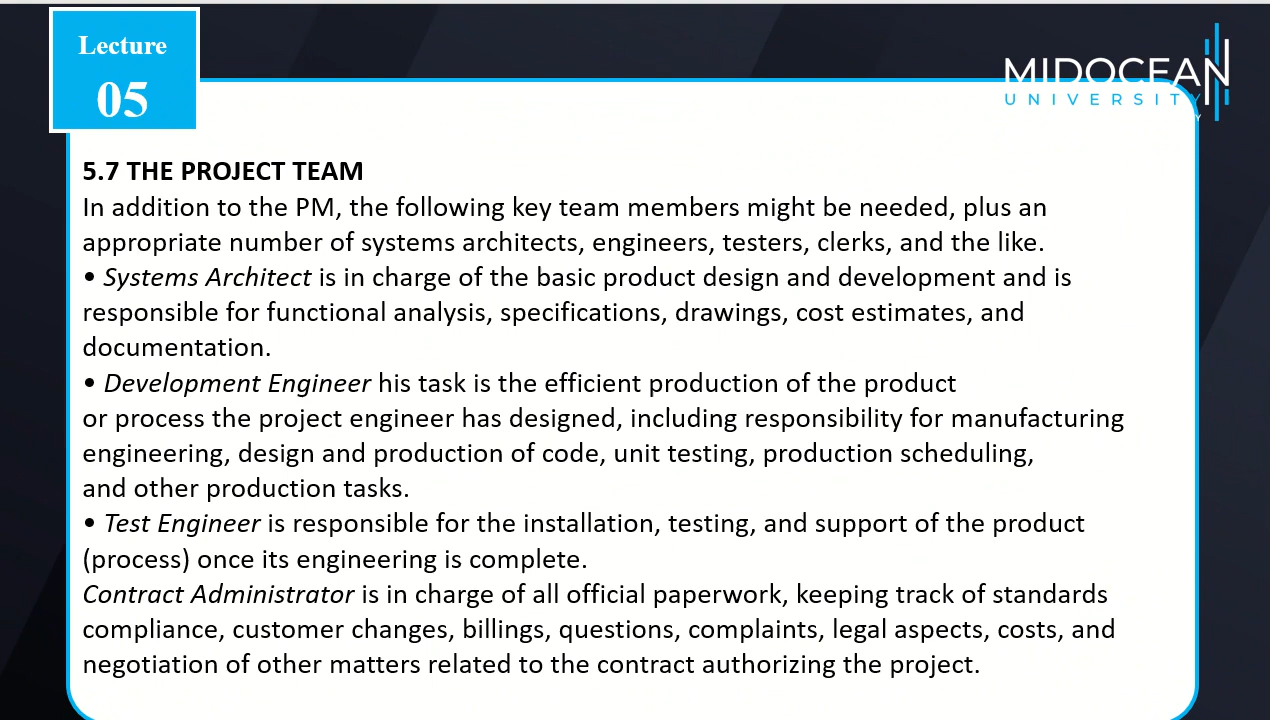 Lecture
05
MIDOCEAN
UNIVERSITY
Y
5.7 THE PROJECT TEAM
In addition to the PM, the following key team members might be needed, plus an
appropriate number of systems architects, engineers, testers, clerks, and the like.
• Systems Architect is in charge of the basic product design and development and is
responsible for functional analysis, specifications, drawings, cost estimates, and
documentation.
• Development Engineer his task is the efficient production of the product
or process the project engineer has designed, including responsibility for manufacturing
engineering, design and production of code, unit testing, production scheduling,
and other production tasks.
• Test Engineer is responsible for the installation, testing, and support of the product
(process) once its engineering is complete.
Contract Administrator is in charge of all official paperwork, keeping track of standards
compliance, customer changes, billings, questions, complaints, legal aspects, costs, and
negotiation of other matters related to the contract authorizing the project.